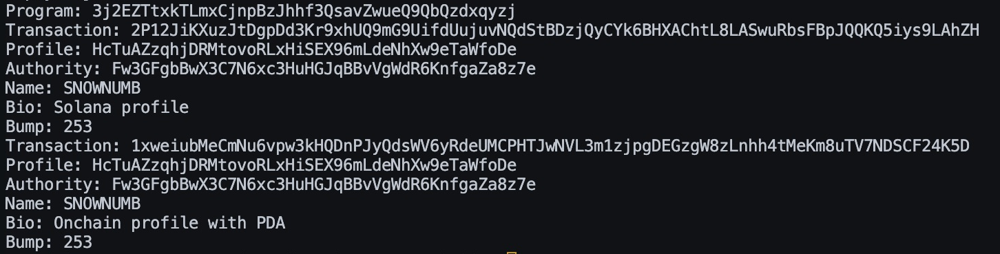 Program: 3j2EZTtxkTLmxCjnpBzJhhf3QsavZwueQ9QbQzdxqyzj
Transaction: 2P12JiKXuzJtDgpDd3Kr9xhUQ9mG9UifdUujuvNQdStBDzjQyCYk6BHXAChtL8LASwuRbsFBpJQQKQ5iys9LAhZH
Profile: HcTuAZzqhjDRMtovoRLxHiSEX96mLdeNhXw9eTaWfoDe
Authority: Fw3GFgbBwX3C7N6xc3HuHGJqBBvVgWdR6KnfgaZa8z7e
Name: SNOWNUMB
Bio: Solana profile
Bump: 253
Transaction: 1xweiubMeCmNu6vpw3kHQDnPJyQdsWV6yRdeUMCPHTJwNVL3m1zjpgDEGzgW8zLnhh4tMeKm8uTV7NDSCF24K5D
Profile: HcTuAZzqhjDRMtovoRLxHiSEX96mLdeNhXw9eTaWfoDe
Authority: Fw3GFgbBwX3C7N6xc3HuHGJqBBvVgWdR6KnfgaZa8z7e
Name: SNOWNUMB
Bio: Onchain profile with PDA
Bump: 253